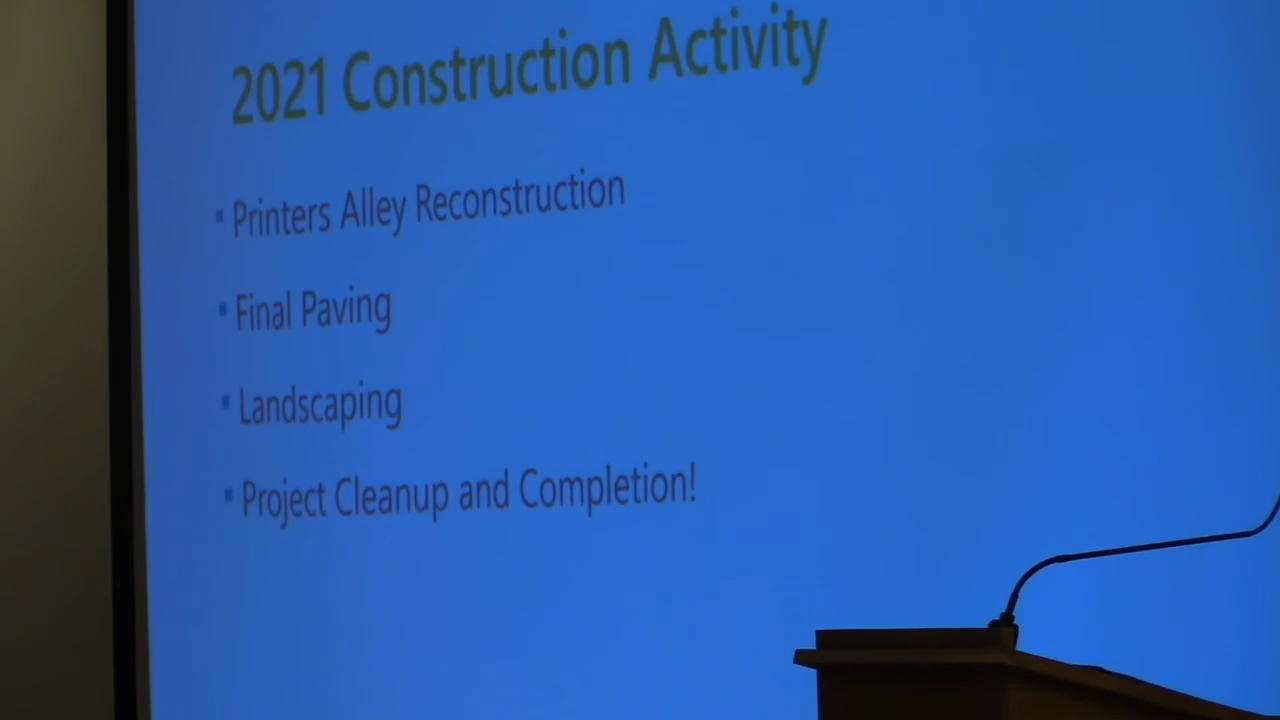 2021 Construction Activity
▪ Printers Alley Reconstruction
▪ Final Paving
▪ Landscaping
▪ Project Cleanup and Completion!